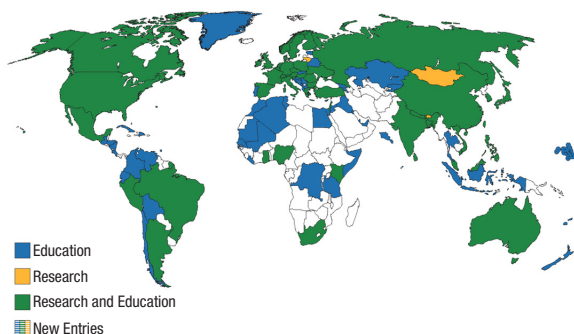 Education
Research
Research and Education
New Entries